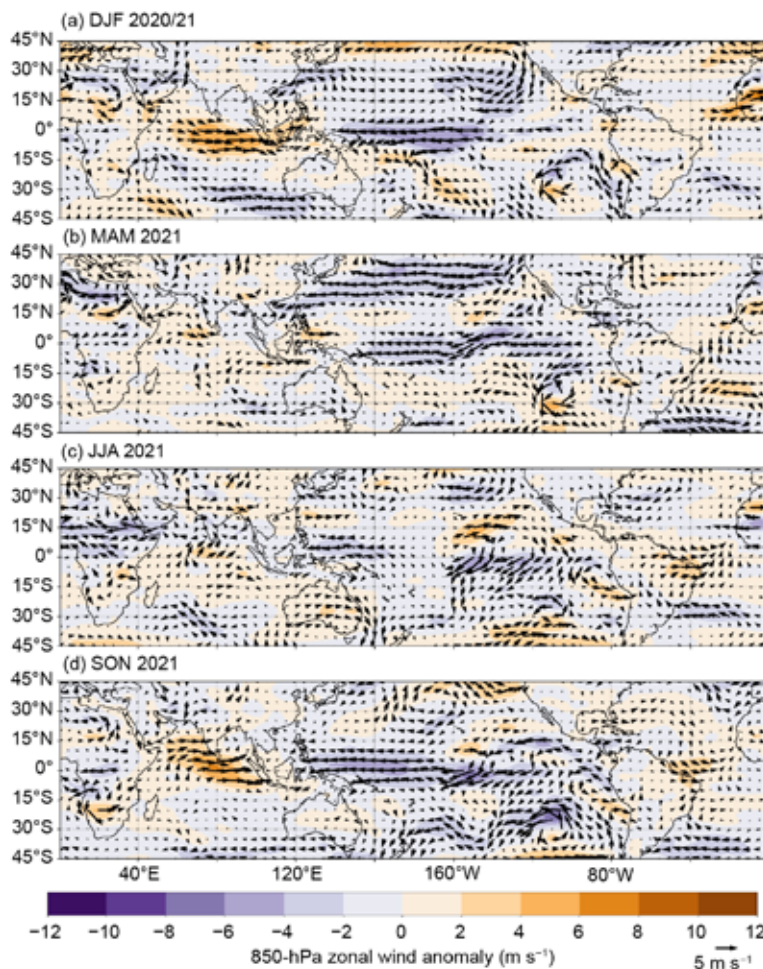 (a) DJF 2020/21
45°N
30°N
15°N
0°
15°S
30°S
45°S
(b) MAM 2021
45°N
30°N
15°N
0°
15°S
30°S
45°S
(c) JJA 2021
45°N
30°N
15°N
0°
15°S
30°S
45°S
(d) SON 2021
45°N
30°N
15°N
0°
15°S
30°S
45°S
40°E 120°E 160°W 80°W
−12 −10 −8 −6 −4 −2 0 2 4 6 8 10 12
850-hPa zonal wind anomaly (m s⁻¹) 5 m s⁻¹